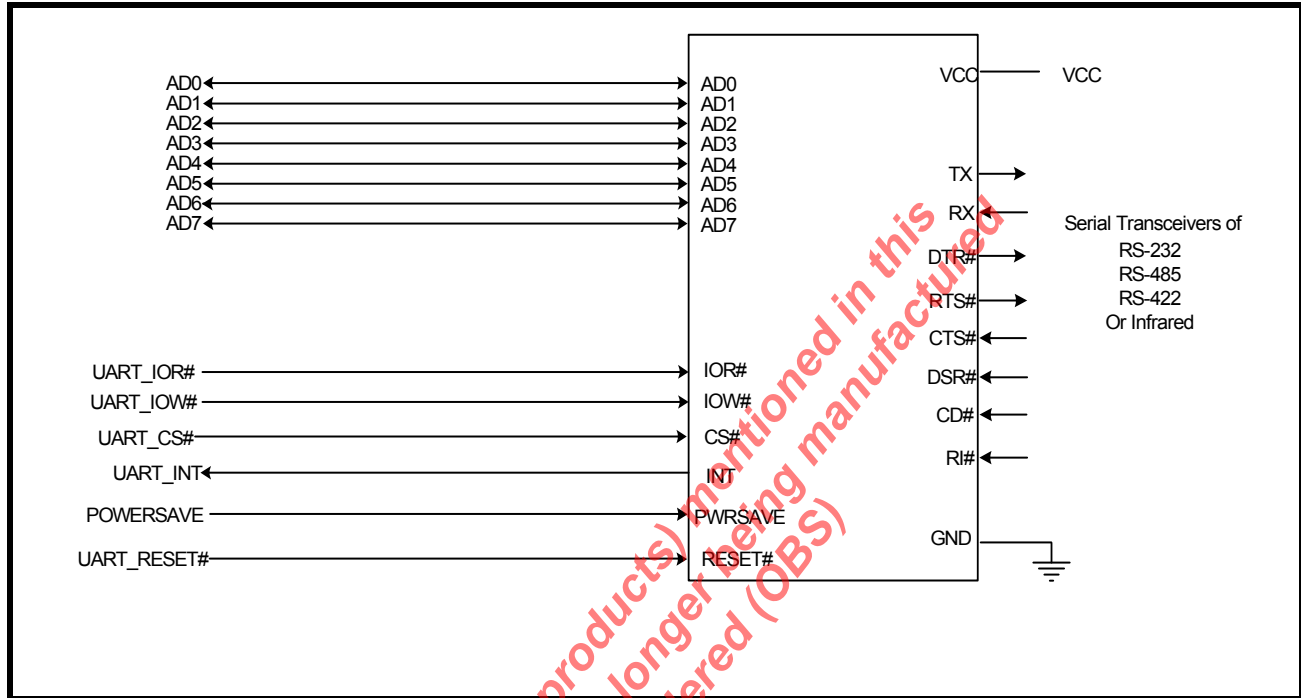 AD0
AD1
AD2
AD3
AD4
AD5
AD6
AD7
UART_IOR#
UART_IOW#
UART_CS#
UART_INT
POWERSAVE
UART_RESET#
AD0
AD1
AD2
AD3
AD4
AD5
AD6
AD7
IOR#
IOW#
CS#
INT
PWRSAVE
RESET#
VCC
TX
RX
DTR#
RTS#
CTS#
DSR#
CD#
RI#
GND
VCC
Serial Transceivers of
RS-232
RS-485
RS-422
Or Infrared
products) mentioned in this
longer being manufactured
(OBS)